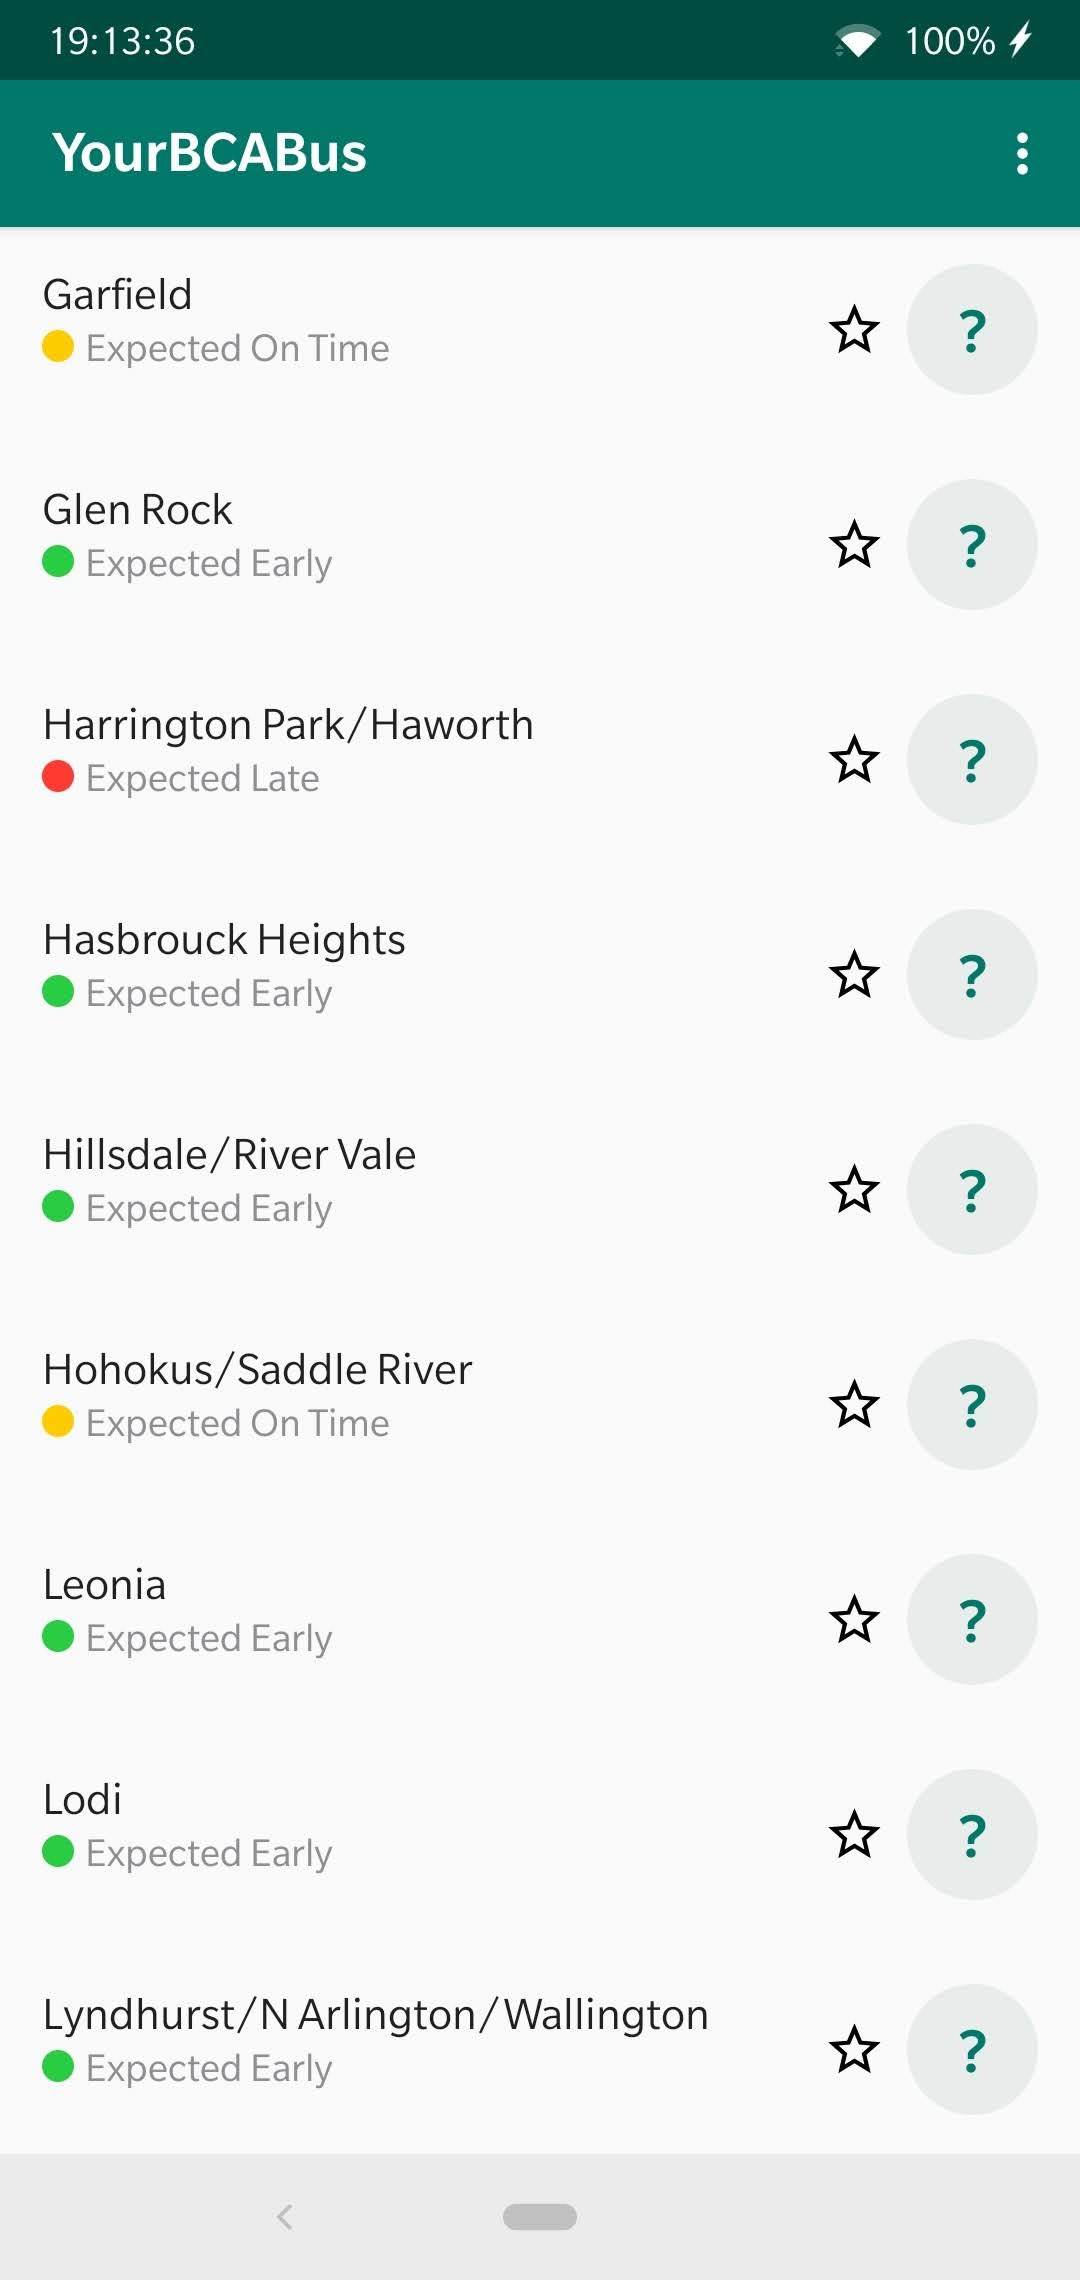 19:13:36
100%
YourBCABus
Garfield
Expected On Time
?
Glen Rock
Expected Early
?
Harrington Park/Haworth
Expected Late
?
Hasbrouck Heights
Expected Early
?
Hillsdale/River Vale
Expected Early
?
Hohokus/Saddle River
Expected On Time
?
Leonia
Expected Early
?
Lodi
Expected Early
?
Lyndhurst/N Arlington/Wallington
Expected Early
?